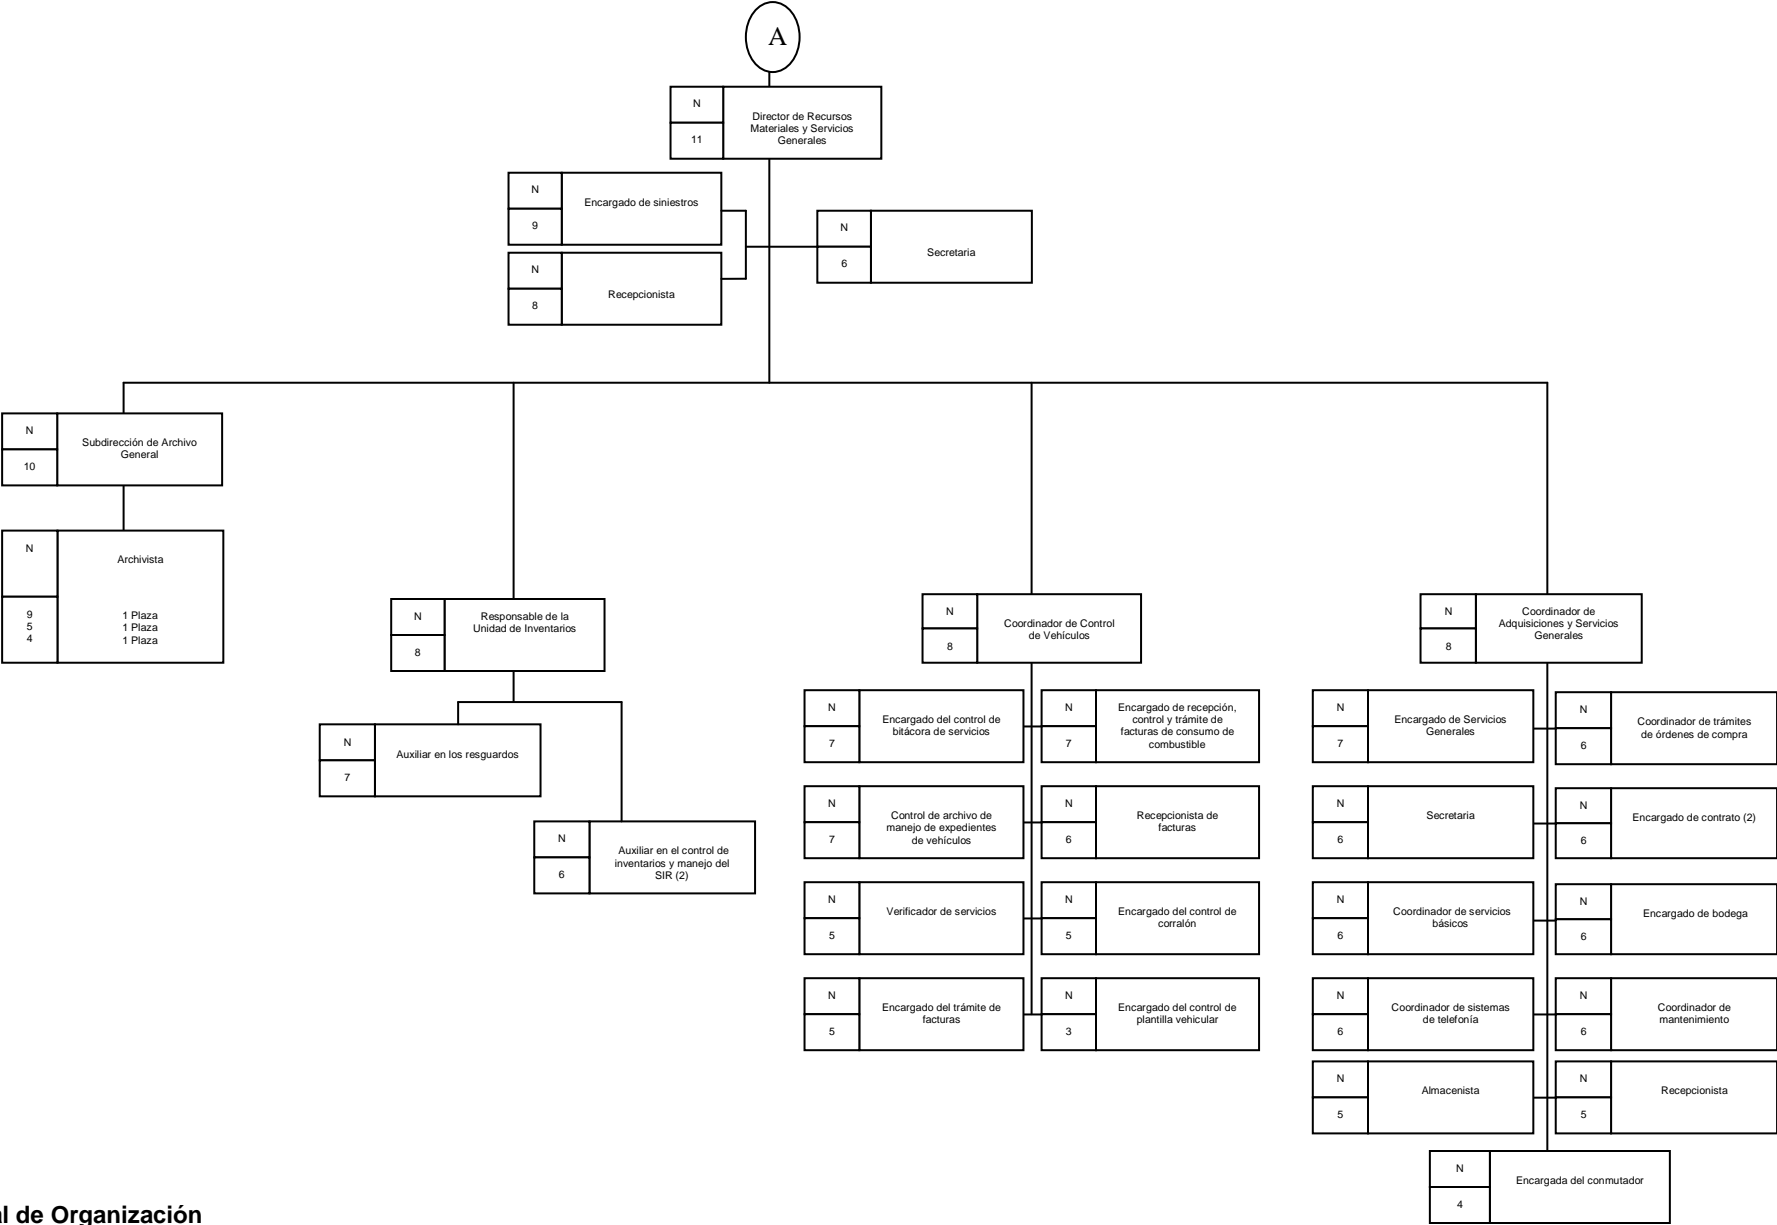 A
N
11
Director de Recursos
Materiales y Servicios
Generales
N
9
Encargado de siniestros
N
8
Recepcionista
N
6
Secretaria
N
10
Subdirección de Archivo
General
N
Archivista
9 1 Plaza
5 1 Plaza
4 1 Plaza
N
8
Responsable de la
Unidad de Inventarios
N
7
Auxiliar en los resguardos
N
6
Auxiliar en el control de
inventarios y manejo del
SIR (2)
N
8
Coordinador de Control
de Vehículos
N
7
Encargado del control de
bitácora de servicios
N
7
Encargado de recepción,
control y trámite de
facturas de consumo de
combustible
N
7
Control de archivo de
manejo de expedientes
de vehículos
N
6
Recepcionista de
facturas
N
5
Verificador de servicios
N
5
Encargado del control de
corralón
N
5
Encargado del trámite de
facturas
N
3
Encargado del control de
plantilla vehicular
N
8
Coordinador de
Adquisiciones y Servicios
Generales
N
7
Encargado de Servicios
Generales
N
6
Coordinador de trámites
de órdenes de compra
N
6
Secretaria
N
6
Encargado de contrato (2)
N
6
Coordinador de servicios
básicos
N
6
Encargado de bodega
N
6
Coordinador de sistemas
de telefonía
N
6
Coordinador de
mantenimiento
N
5
Almacenista
N
5
Recepcionista
N
4
Encargada del conmutador
al de Organización